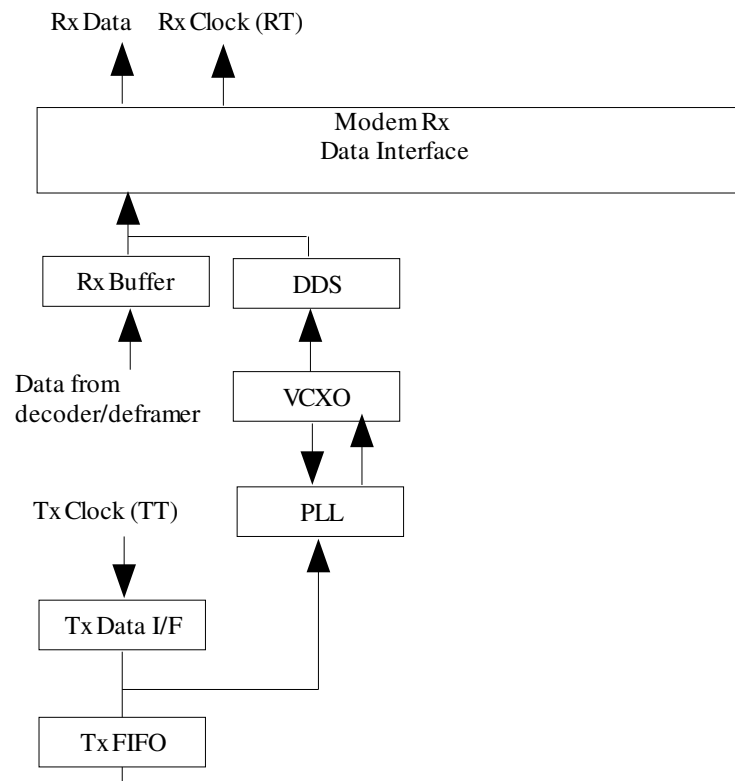 Rx Data
Rx Clock (RT)
Modem Rx
Data Interface
Rx Buffer
DDS
Data from
decoder/deframer
VCXO
Tx Clock (TT)
PLL
Tx Data I/F
Tx FIFO